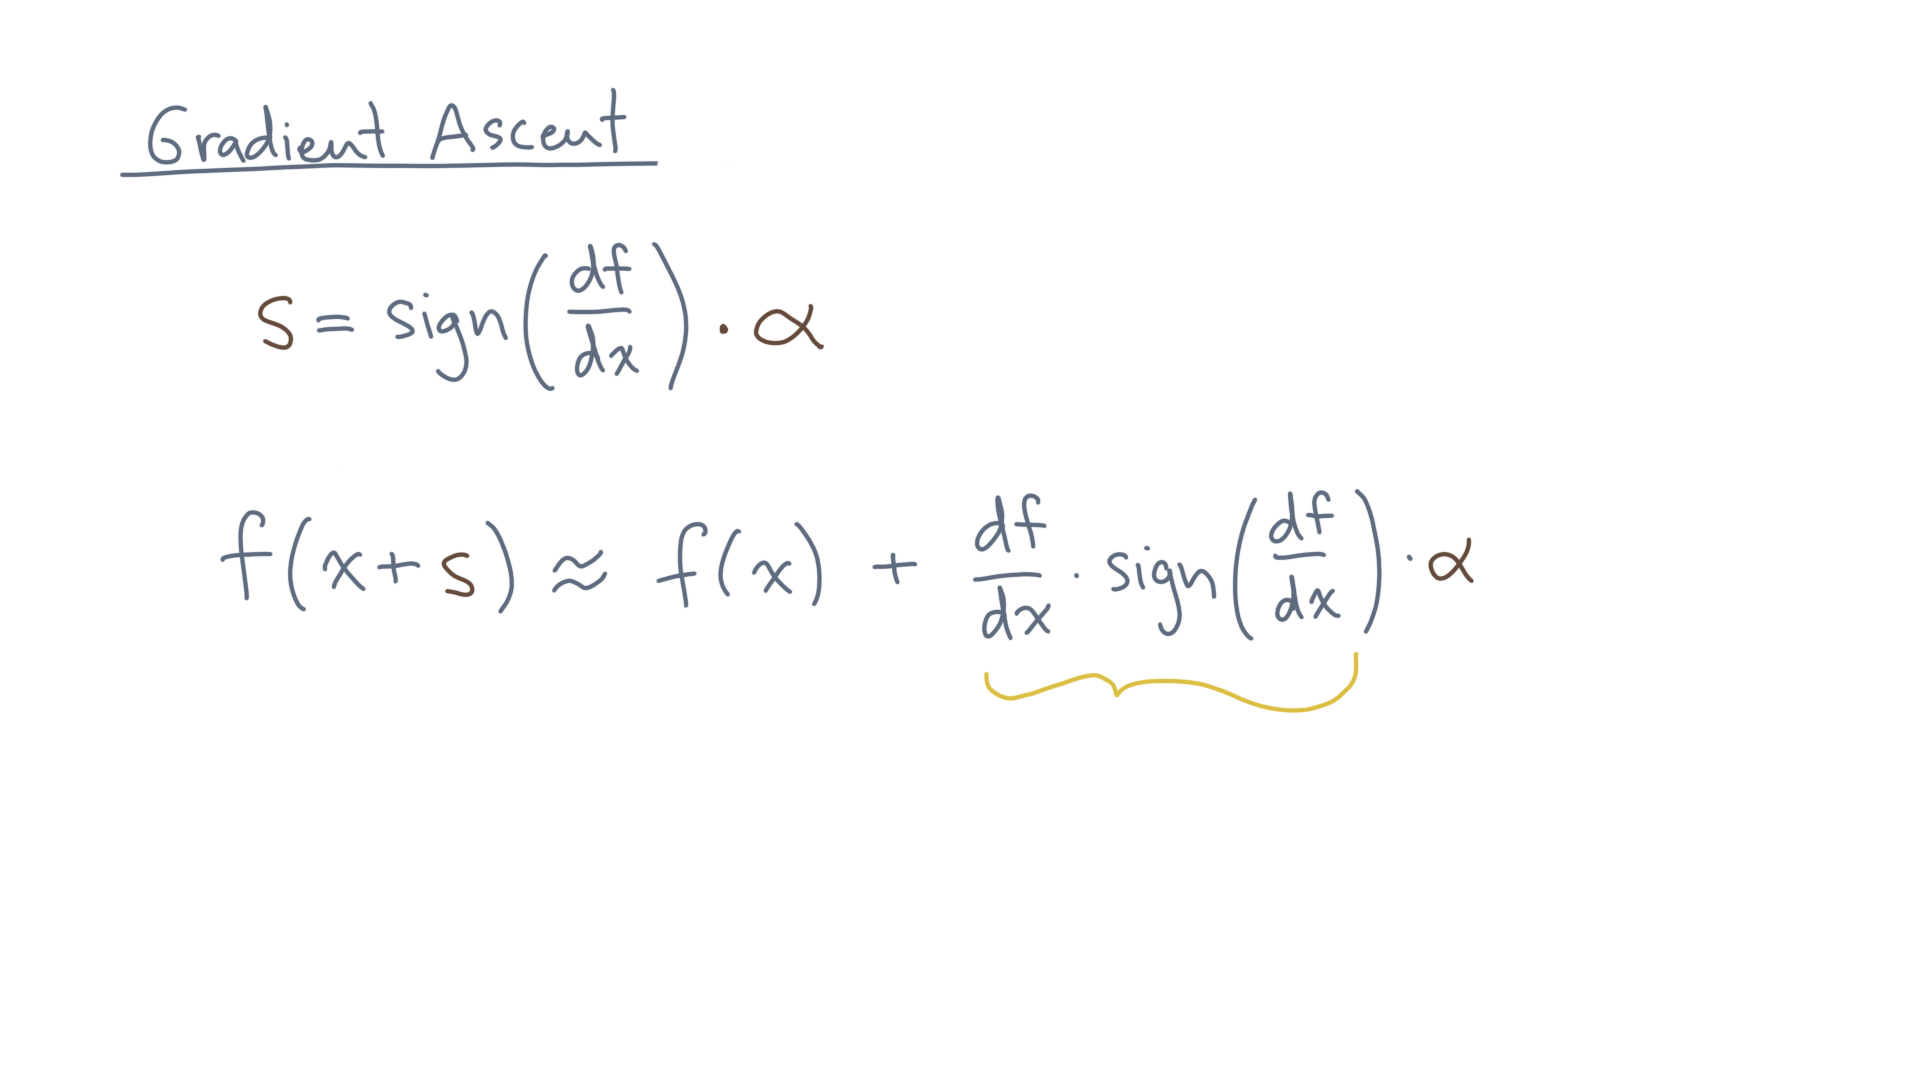 Gradient Ascent
s = sign(df/dx) · α
f(x+s) ≈ f(x) + df/dx · sign(df/dx) · α